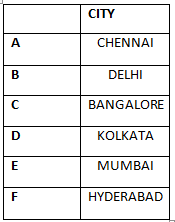 CITY
A CHENNAI
B DELHI
C BANGALORE
D KOLKATA
E MUMBAI
F HYDERABAD